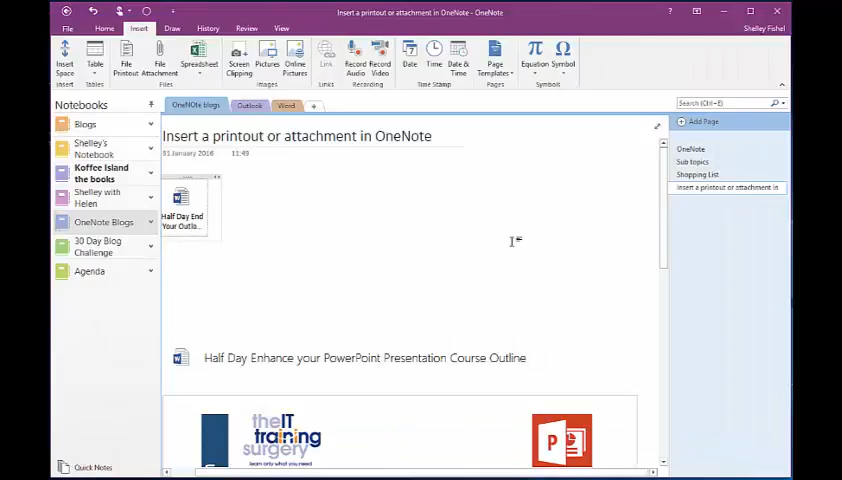 Insert a printout or attachment in OneNote - OneNote
?
File Home Insert Draw History Review View
Shelley Fishel
Insert Space
Table
File Printout
File Attachment
Spreadsheet
Screen Clipping
Pictures
Online Pictures
Link
Record Audio
Record Video
Date
Time
Date & Time
Page Templates
Equation
Symbol
Insert Tables Files Images Links Recording Time Stamp Pages Symbols
Notebooks
OneNOte blogs Outlook Word +
Search (Ctrl+E)
Blogs
Shelley's Notebook
Koffee Island the books
Shelley with Helen
OneNote Blogs
30 Day Blog Challenge
Agenda
Quick Notes
Insert a printout or attachment in OneNote
31 January 2016 11:49
Half Day End
Your Outlo...
Half Day Enhance your PowerPoint Presentation Course Outline
theIT
training
surgery
learn only what you need
P
Add Page
OneNote
Sub topics
Shopping List
Insert a printout or attachment in